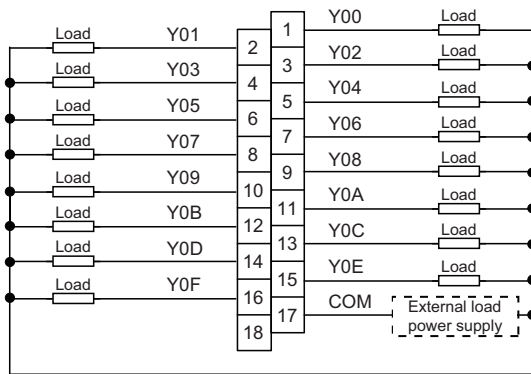 1 Y00 Load
Load Y01 2
3 Y02 Load
Load Y03 4
5 Y04 Load
Load Y05 6
7 Y06 Load
Load Y07 8
9 Y08 Load
Load Y09 10
11 Y0A Load
Load Y0B 12
13 Y0C Load
Load Y0D 14
15 Y0E Load
Load Y0F 16
17 COM External load
power supply
18